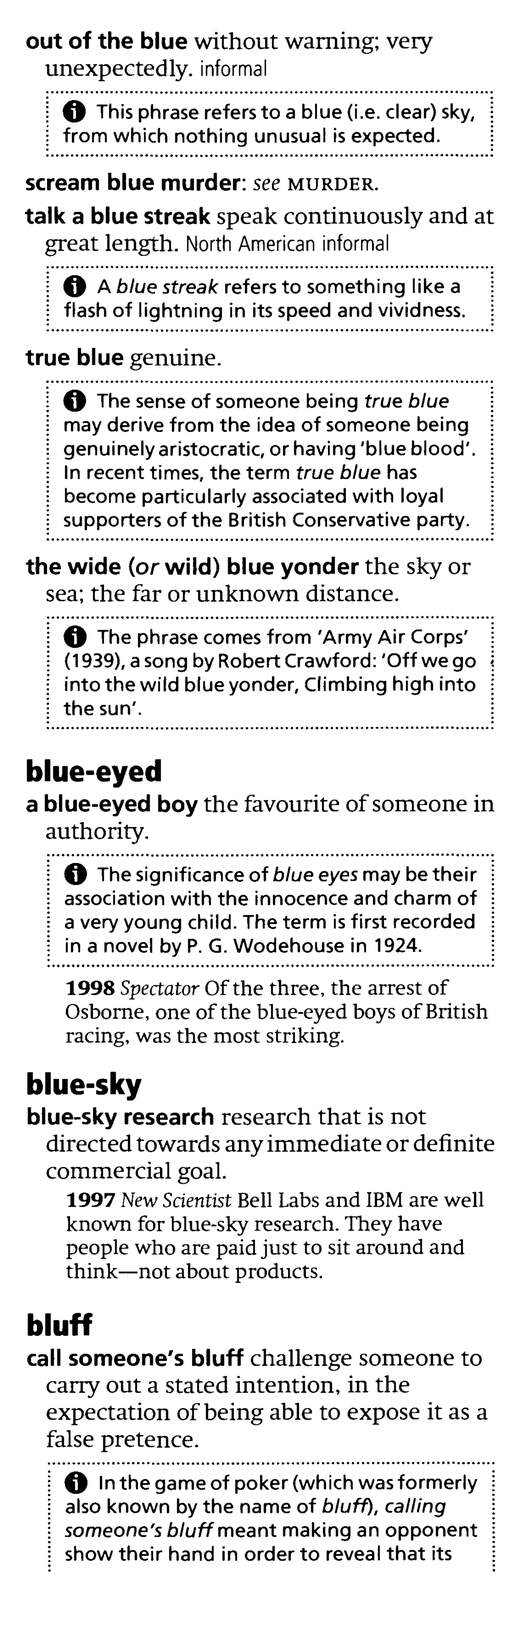 out of the blue without warning; very
unexpectedly. informal
This phrase refers to a blue (i.e. clear) sky,
from which nothing unusual is expected.
scream blue murder: see MURDER.
talk a blue streak speak continuously and at
great length. North American informal
A blue streak refers to something like a
flash of lightning in its speed and vividness.
true blue genuine.
The sense of someone being true blue
may derive from the idea of someone being
genuinely aristocratic, or having 'blue blood'.
In recent times, the term true blue has
become particularly associated with loyal
supporters of the British Conservative party.
the wide (or wild) blue yonder the sky or
sea; the far or unknown distance.
The phrase comes from 'Army Air Corps'
(1939), a song by Robert Crawford: 'Off we go
into the wild blue yonder, Climbing high into
the sun'.
blue-eyed
a blue-eyed boy the favourite of someone in
authority.
The significance of blue eyes may be their
association with the innocence and charm of
a very young child. The term is first recorded
in a novel by P. G. Wodehouse in 1924.
1998 Spectator Of the three, the arrest of
Osborne, one of the blue-eyed boys of British
racing, was the most striking.
blue-sky
blue-sky research research that is not
directed towards any immediate or definite
commercial goal.
1997 New Scientist Bell Labs and IBM are well
known for blue-sky research. They have
people who are paid just to sit around and
think—not about products.
bluff
call someone's bluff challenge someone to
carry out a stated intention, in the
expectation of being able to expose it as a
false pretence.
In the game of poker (which was formerly
also known by the name of bluff), calling
someone's bluff meant making an opponent
show their hand in order to reveal that its